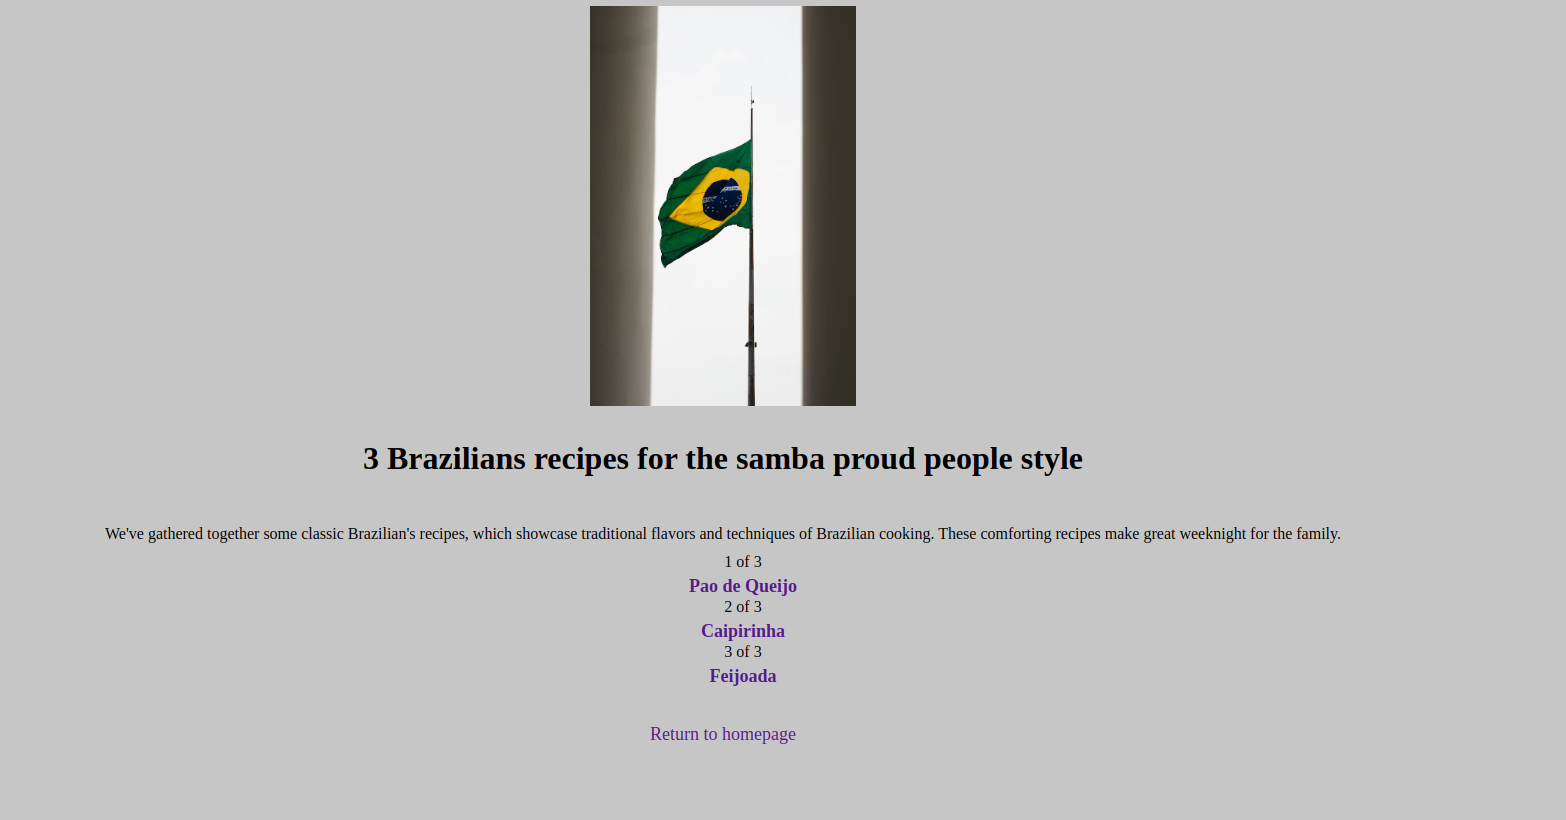 3 Brazilians recipes for the samba proud people style
We've gathered together some classic Brazilian's recipes, which showcase traditional flavors and techniques of Brazilian cooking. These comforting recipes make great weeknight for the family.
1 of 3
Pao de Queijo
2 of 3
Caipirinha
3 of 3
Feijoada
Return to homepage